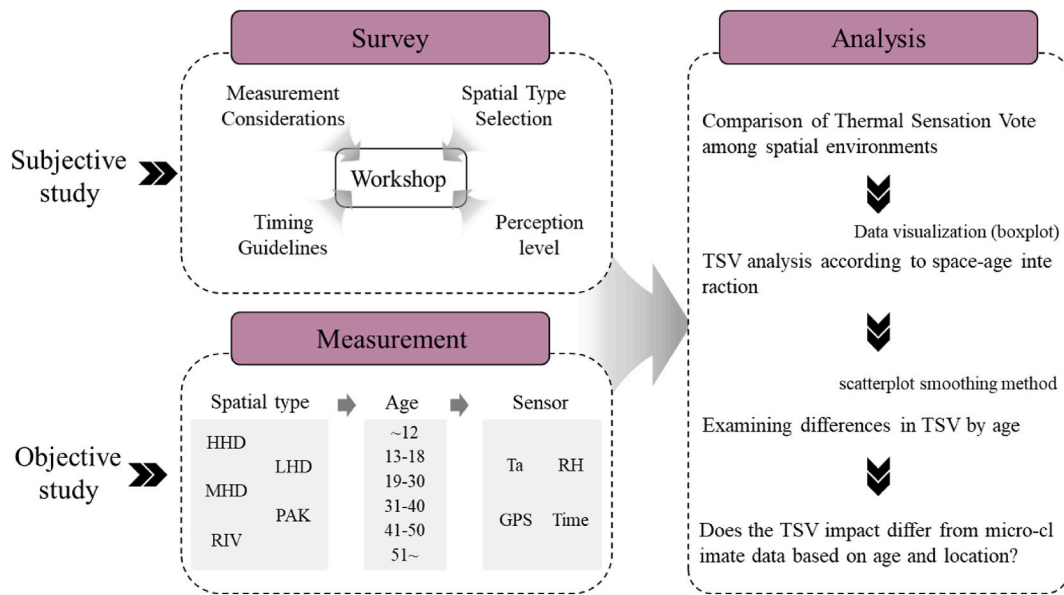 Survey
Measurement
Considerations
Spatial Type
Selection
Workshop
Timing
Guidelines
Perception
level
Subjective
study
Measurement
Spatial type
Age
Sensor
HHD
LHD
MHD
PAK
RIV
~12
13-18
19-30
31-40
41-50
51~
Ta
RH
GPS
Time
Objective
study
Analysis
Comparison of Thermal Sensation Vote
among spatial environments
Data visualization (boxplot)
TSV analysis according to space-age inte
raction
scatterplot smoothing method
Examining differences in TSV by age
Does the TSV impact differ from micro-cl
imate data based on age and location?